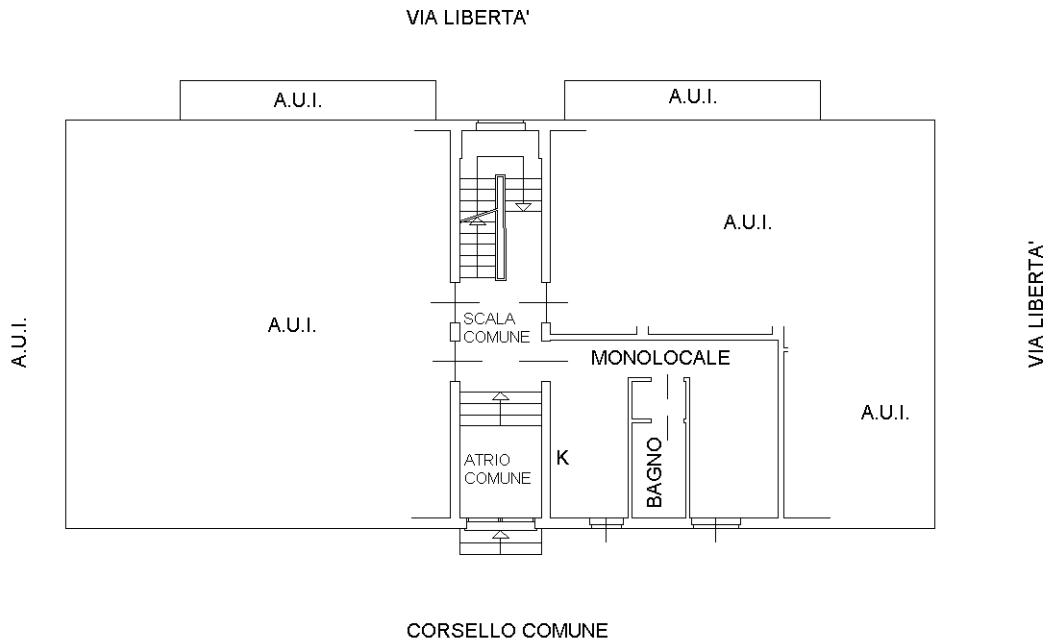 VIA LIBERTA'
A.U.I.
A.U.I.
A.U.I.
A.U.I.
A.U.I.
VIA LIBERTA'
SCALA
COMUNE
MONOLOCALE
A.U.I.
ATRIO
COMUNE
K
BAGNO
CORSELLO COMUNE